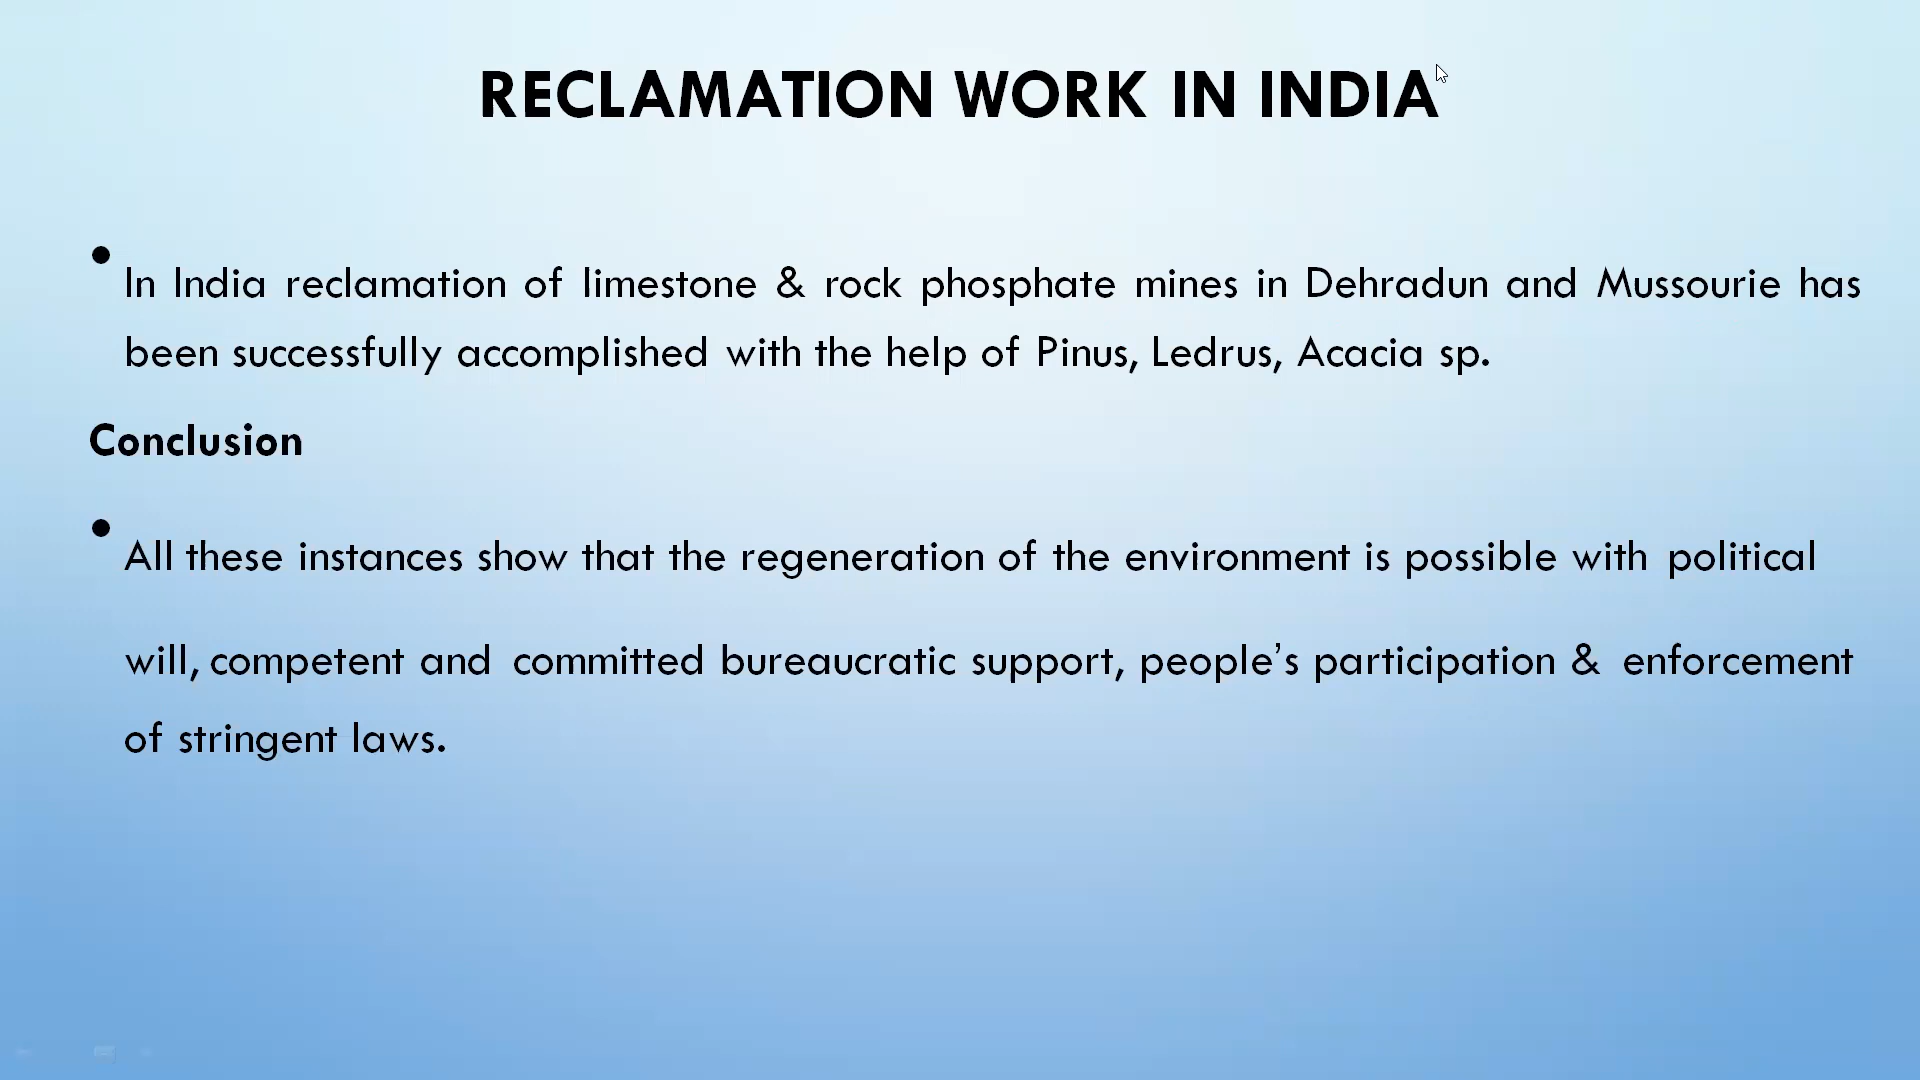 RECLAMATION WORK IN INDIA
• In India reclamation of limestone & rock phosphate mines in Dehradun and Mussourie has
been successfully accomplished with the help of Pinus, Ledrus, Acacia sp.
Conclusion
• All these instances show that the regeneration of the environment is possible with political
will, competent and committed bureaucratic support, people’s participation & enforcement
of stringent laws.